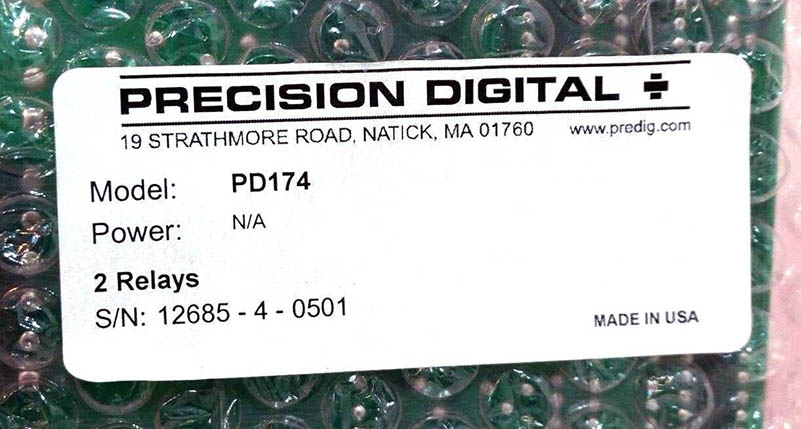 PRECISION DIGITAL
19 STRATHMORE ROAD, NATICK, MA 01760 www.predig.com
Model: PD174
Power: N/A
2 Relays
S/N: 12685 - 4 - 0501
MADE IN USA